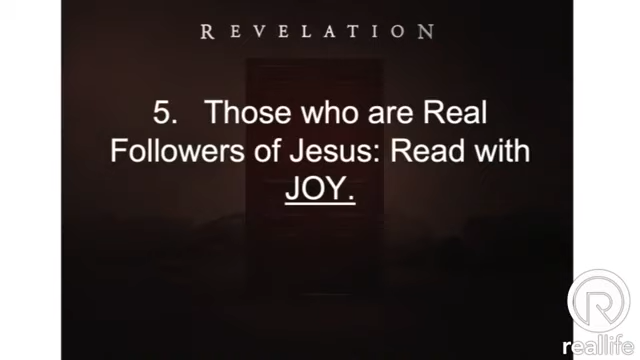 REVELATION
5. Those who are Real
Followers of Jesus: Read with
JOY.
R
reallife